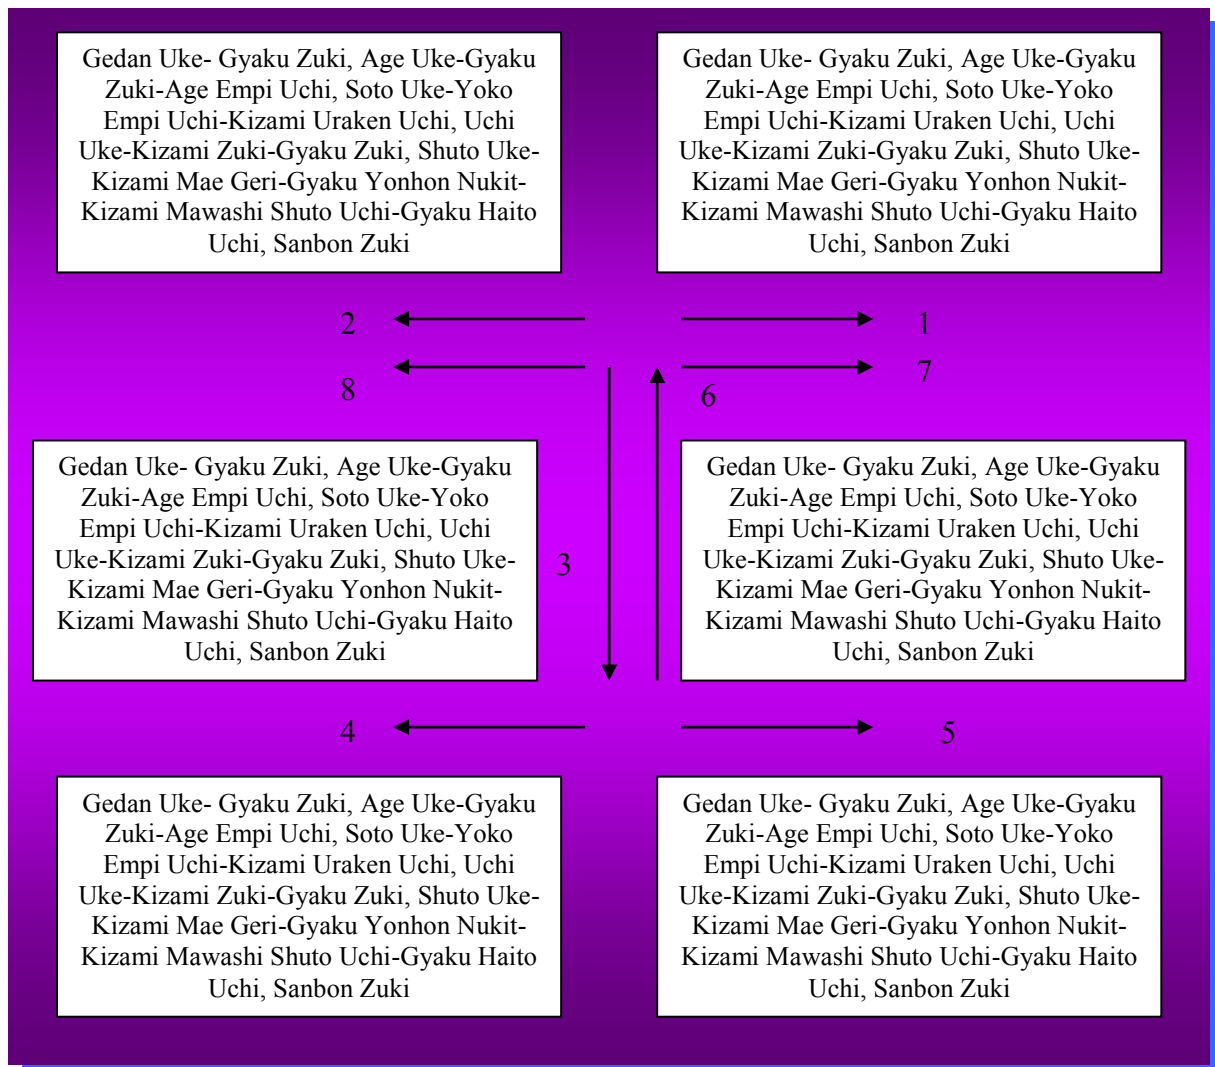 Gedan Uke- Gyaku Zuki, Age Uke-Gyaku
Zuki-Age Empi Uchi, Soto Uke-Yoko
Empi Uchi-Kizami Uraken Uchi, Uchi
Uke-Kizami Zuki-Gyaku Zuki, Shuto Uke-
Kizami Mae Geri-Gyaku Yonhon Nukit-
Kizami Mawashi Shuto Uchi-Gyaku Haito
Uchi, Sanbon Zuki
Gedan Uke- Gyaku Zuki, Age Uke-Gyaku
Zuki-Age Empi Uchi, Soto Uke-Yoko
Empi Uchi-Kizami Uraken Uchi, Uchi
Uke-Kizami Zuki-Gyaku Zuki, Shuto Uke-
Kizami Mae Geri-Gyaku Yonhon Nukit-
Kizami Mawashi Shuto Uchi-Gyaku Haito
Uchi, Sanbon Zuki
2
1
8
7
6
Gedan Uke- Gyaku Zuki, Age Uke-Gyaku
Zuki-Age Empi Uchi, Soto Uke-Yoko
Empi Uchi-Kizami Uraken Uchi, Uchi
Uke-Kizami Zuki-Gyaku Zuki, Shuto Uke-
Kizami Mae Geri-Gyaku Yonhon Nukit-
Kizami Mawashi Shuto Uchi-Gyaku Haito
Uchi, Sanbon Zuki
3
Gedan Uke- Gyaku Zuki, Age Uke-Gyaku
Zuki-Age Empi Uchi, Soto Uke-Yoko
Empi Uchi-Kizami Uraken Uchi, Uchi
Uke-Kizami Zuki-Gyaku Zuki, Shuto Uke-
Kizami Mae Geri-Gyaku Yonhon Nukit-
Kizami Mawashi Shuto Uchi-Gyaku Haito
Uchi, Sanbon Zuki
4
5
Gedan Uke- Gyaku Zuki, Age Uke-Gyaku
Zuki-Age Empi Uchi, Soto Uke-Yoko
Empi Uchi-Kizami Uraken Uchi, Uchi
Uke-Kizami Zuki-Gyaku Zuki, Shuto Uke-
Kizami Mae Geri-Gyaku Yonhon Nukit-
Kizami Mawashi Shuto Uchi-Gyaku Haito
Uchi, Sanbon Zuki
Gedan Uke- Gyaku Zuki, Age Uke-Gyaku
Zuki-Age Empi Uchi, Soto Uke-Yoko
Empi Uchi-Kizami Uraken Uchi, Uchi
Uke-Kizami Zuki-Gyaku Zuki, Shuto Uke-
Kizami Mae Geri-Gyaku Yonhon Nukit-
Kizami Mawashi Shuto Uchi-Gyaku Haito
Uchi, Sanbon Zuki